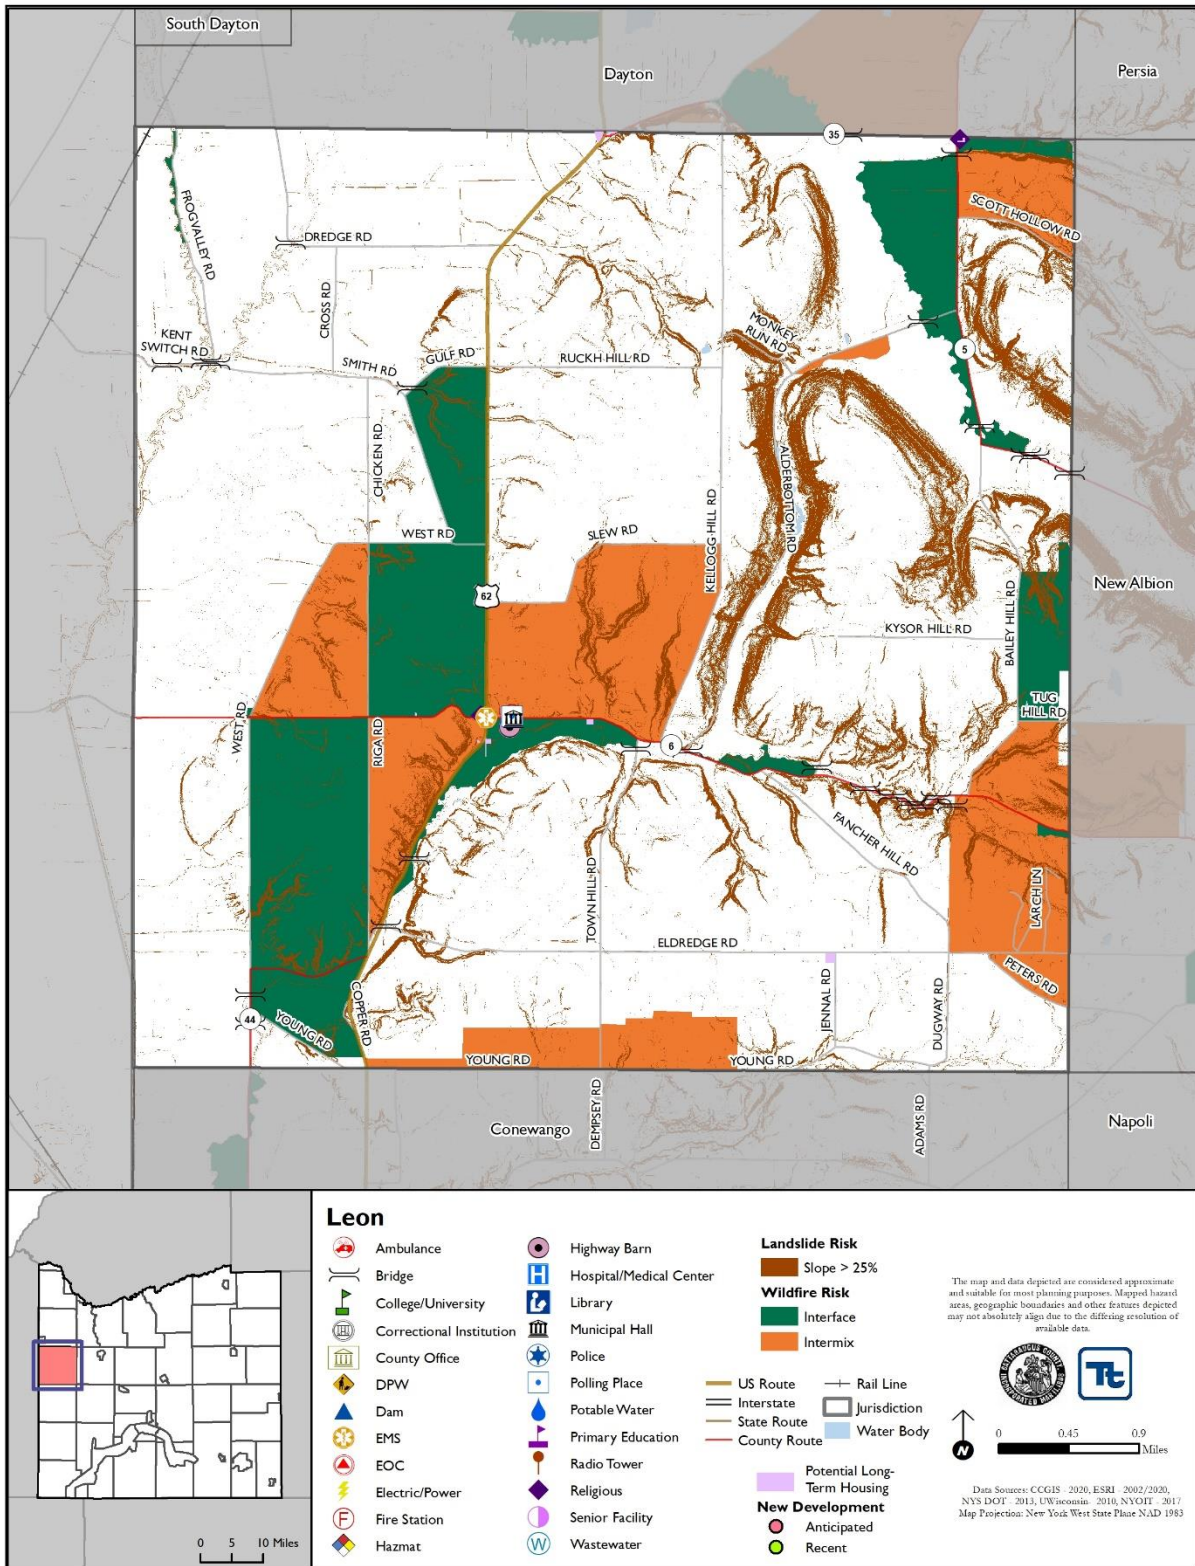 South Dayton
Dayton
Persia
35
7
FROGVALLEY RD
DREDGE RD
SCOTT HOLLOW RD
CROSS RD
KENT
SWITCH RD
SMITH RD
GULF RD
RUCKH HILL RD
MONKEY
RUN RD
5
CHICKEN RD
ALDERBOTTOM RD
KELLOGG HILL RD
WEST RD
SLEW RD
New Albion
62
BAILEY HILL RD
KYSOR HILL RD
TUG
HILL RD
WEST RD
RIGA RD
6
FANCHER HILL RD
TOWN HILL RD
LARCH LN
ELDREDGE RD
PETERS RD
JENNAL RD
DUGWAY RD
COPPER RD
44
YOUNG RD
YOUNG RD
YOUNG RD
DEMPSEY RD
ADAMS RD
Conewango
Napoli
0 5 10 Miles
Leon
Ambulance
Bridge
College/University
Correctional Institution
County Office
DPW
Dam
EMS
EOC
Electric/Power
F Fire Station
Hazmat
Highway Barn
H Hospital/Medical Center
Library
Municipal Hall
Police
Polling Place
Potable Water
Primary Education
Radio Tower
Religious
Senior Facility
W Wastewater
Landslide Risk
Slope > 25%
Wildfire Risk
Interface
Intermix
US Route
Interstate
State Route
County Route
Rail Line
Jurisdiction
Water Body
Potential Long-
Term Housing
New Development
Anticipated
Recent
The map and data depicted are considered approximate
and suitable for most planning purposes. Mapped hazard
areas, geographic boundaries and other features depicted
may not absolutely align due to the differing resolution of
available data.
Tt
N
0 0.45 0.9
Miles
Data Sources: CCGIS - 2020, ESRI - 2002/2020,
NYS DOT - 2013, UWisconsin- 2010, NYOIT - 2017
Map Projection: New York West State Plane NAD 1983